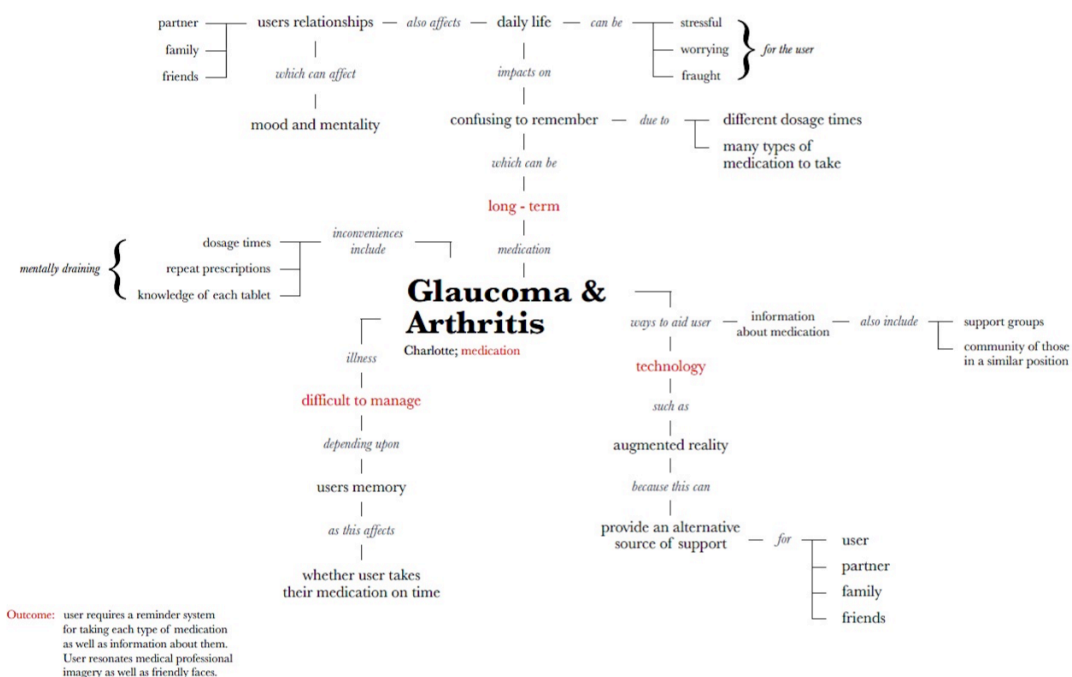 partner
users relationships
also affects
daily life
can be
stressful
family
worrying
for the user
friends
which can affect
impacts on
fraught
mood and mentality
confusing to remember
due to
different dosage times
many types of
medication to take
which can be
long - term
inconveniences
include
medication
dosage times
mentally draining
repeat prescriptions
knowledge of each tablet
Glaucoma &
Arthritis
Charlotte; medication
ways to aid user
information
about medication
also include
support groups
community of those
in a similar position
illness
technology
difficult to manage
such as
depending upon
augmented reality
users memory
because this can
as this affects
provide an alternative
source of support
for
user
partner
family
friends
whether user takes
their medication on time
Outcome: user requires a reminder system
for taking each type of medication
as well as information about them.
User resonates medical professional
imagery as well as friendly faces.